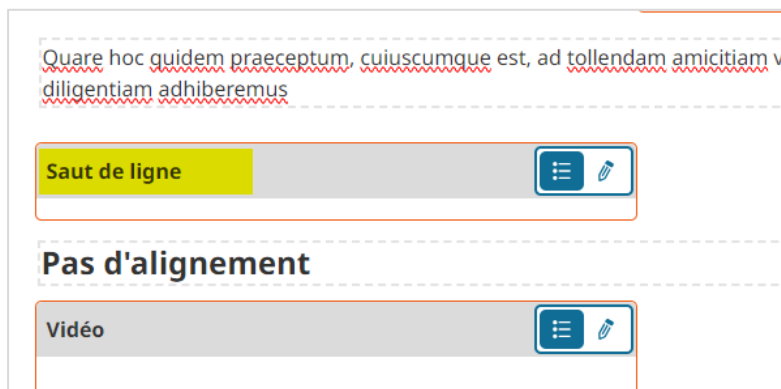 Quare hoc quidem praeceptum, cuiuscumque est, ad tollendam amicitiam v
diligentiam adhiberemus
Saut de ligne
Pas d'alignement
Vidéo